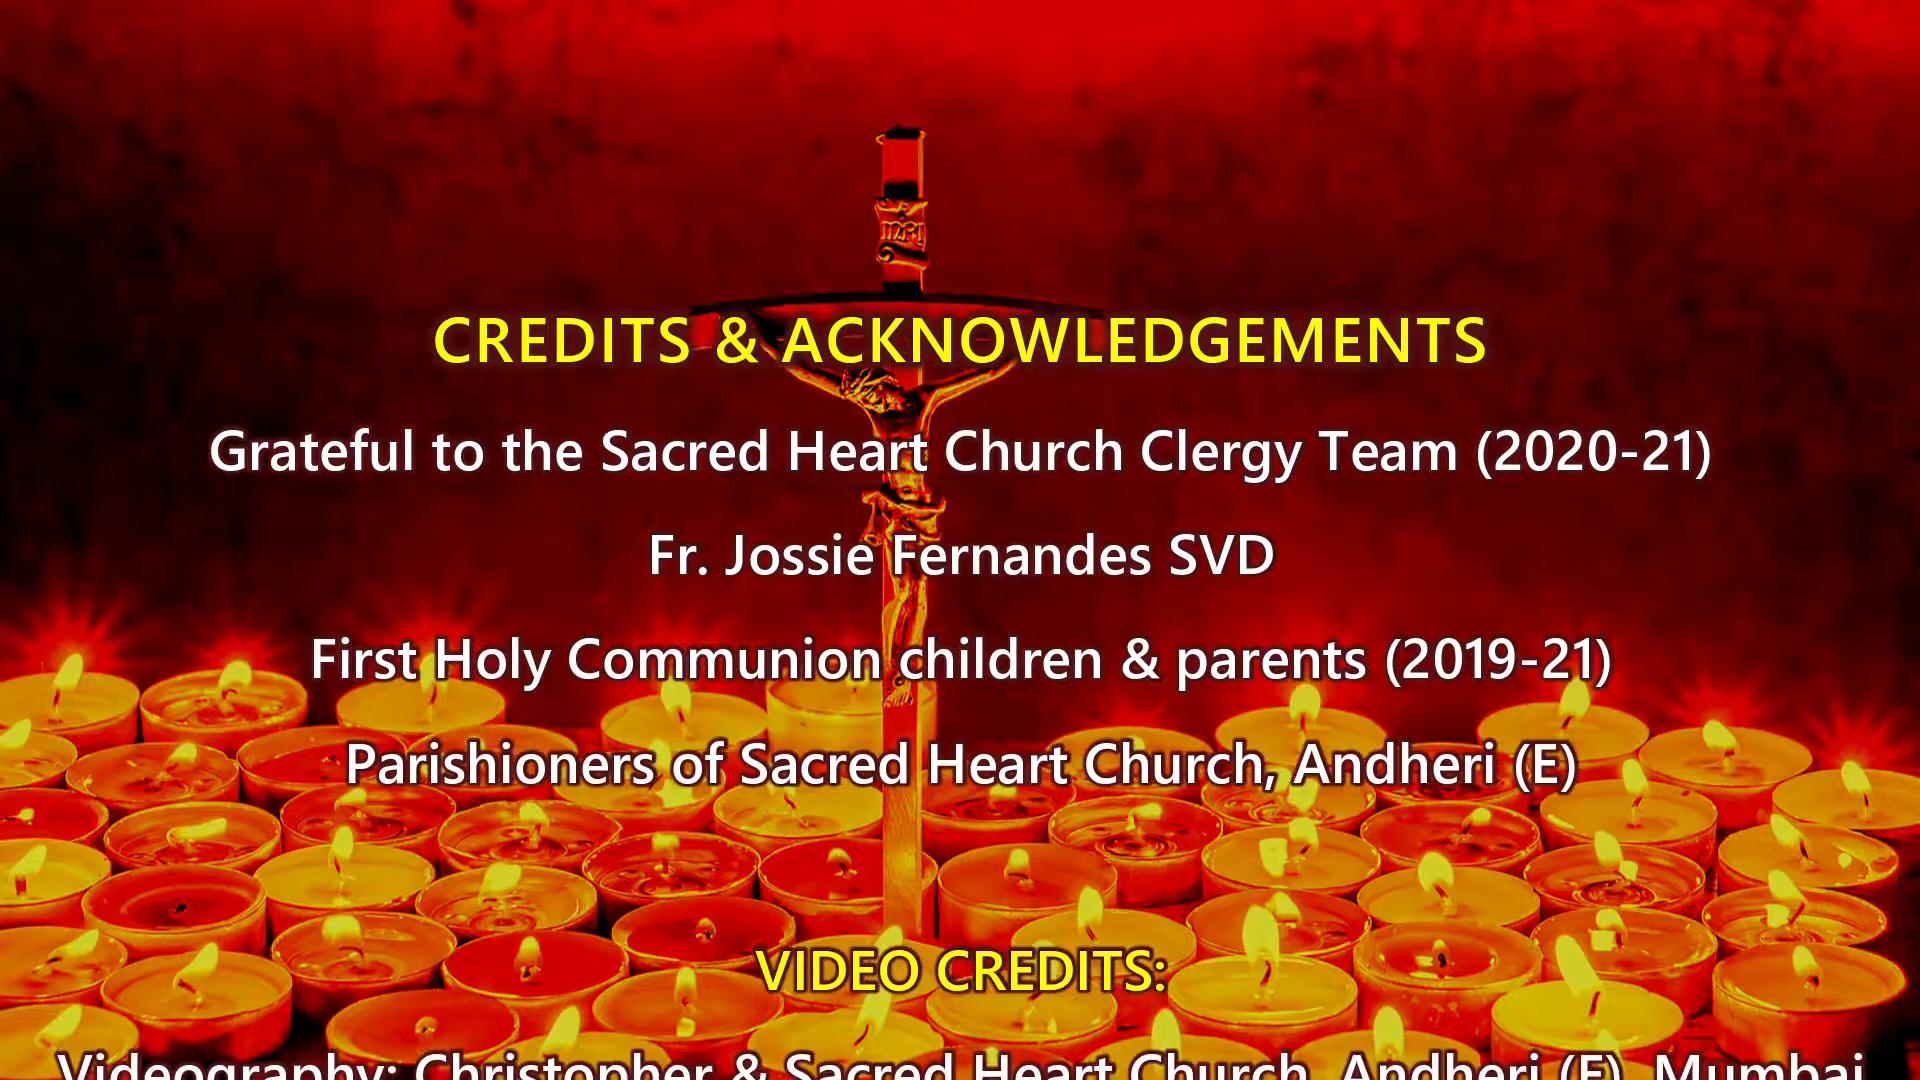 INRI
CREDITS & ACKNOWLEDGEMENTS
Grateful to the Sacred Heart Church Clergy Team (2020-21)
Fr. Jossie Fernandes SVD
First Holy Communion children & parents (2019-21)
Parishioners of Sacred Heart Church, Andheri (E)
VIDEO CREDITS:
Videography: Christopher & Sacred Heart Church, Andheri (E), Mumbai